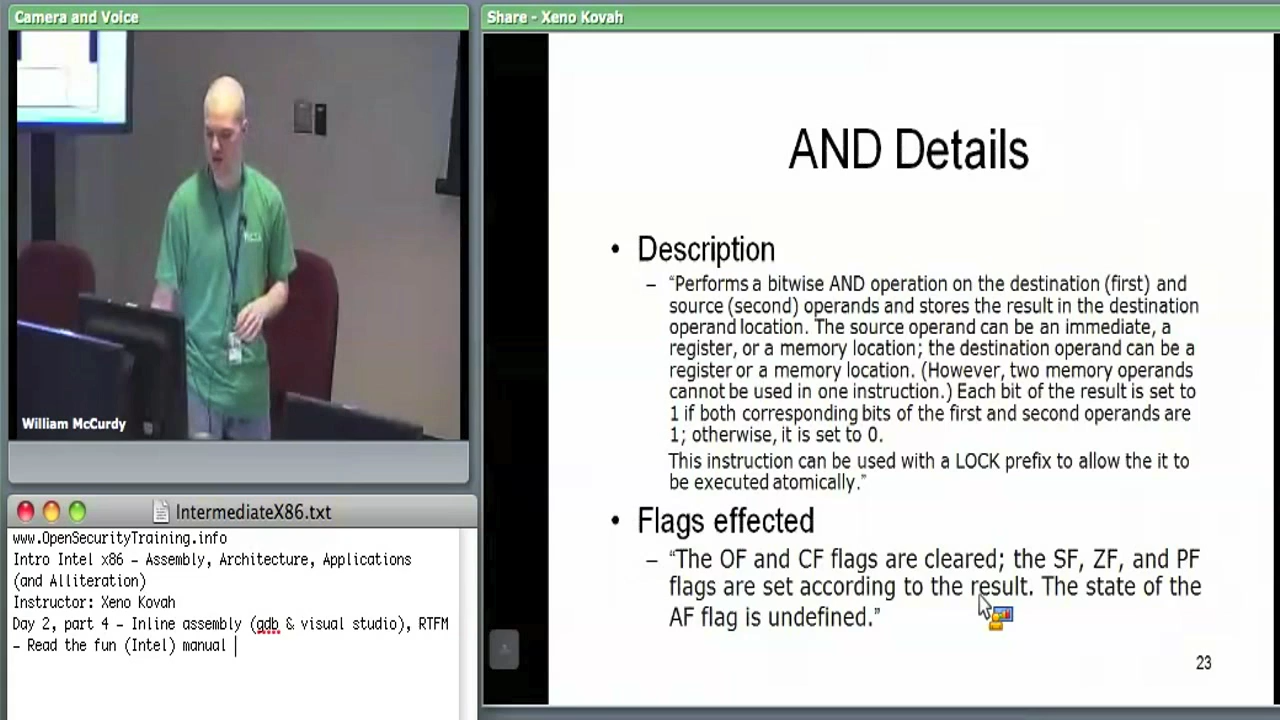 Camera and Voice
William McCurdy
IntermediateX86.txt
www.OpenSecurityTraining.info
Intro Intel x86 – Assembly, Architecture, Applications
(and Alliteration)
Instructor: Xeno Kovah
Day 2, part 4 – Inline assembly (gdb & visual studio), RTFM
– Read the fun (Intel) manual
Share - Xeno Kovah
AND Details
• Description
– “Performs a bitwise AND operation on the destination (first) and
source (second) operands and stores the result in the destination
operand location. The source operand can be an immediate, a
register, or a memory location; the destination operand can be a
register or a memory location. (However, two memory operands
cannot be used in one instruction.) Each bit of the result is set to
1 if both corresponding bits of the first and second operands are
1; otherwise, it is set to 0.
This instruction can be used with a LOCK prefix to allow the it to
be executed atomically.”
• Flags effected
– “The OF and CF flags are cleared; the SF, ZF, and PF
flags are set according to the result. The state of the
AF flag is undefined.”
23